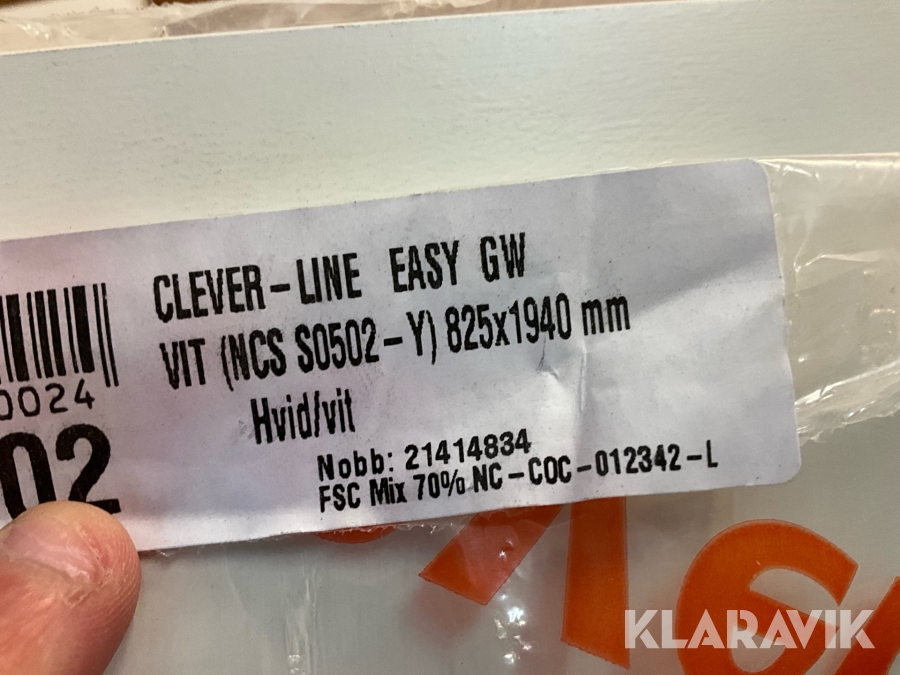 CLEVER-LINE EASY GW
VIT (NCS S0502-Y) 825x1940 mm
Hvid/vit
Nobb: 21414834
FSC Mix 70% NC-COC-012342-L
0024
02
KLARAVIK